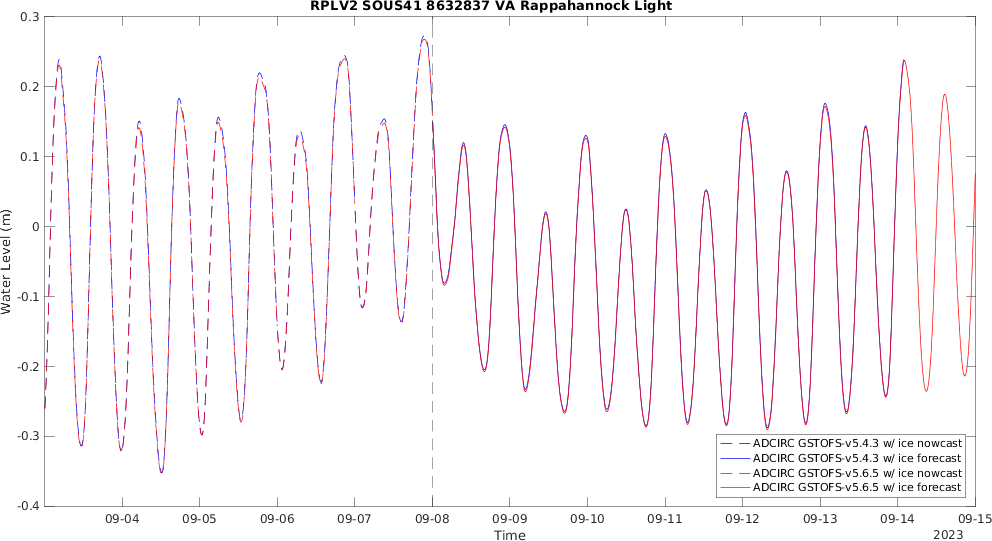 RPLV2 SOUS41 8632837 VA Rappahannock Light
0.3
0.2
0.1
0
-0.1
-0.2
-0.3
-0.4
Water Level (m)
ADCIRC GSTOFS-v5.4.3 w/ ice nowcast
ADCIRC GSTOFS-v5.4.3 w/ ice forecast
ADCIRC GSTOFS-v5.6.5 w/ ice nowcast
ADCIRC GSTOFS-v5.6.5 w/ ice forecast
09-04 09-05 09-06 09-07 09-08 09-09 09-10 09-11 09-12 09-13 09-14 09-15
Time
2023